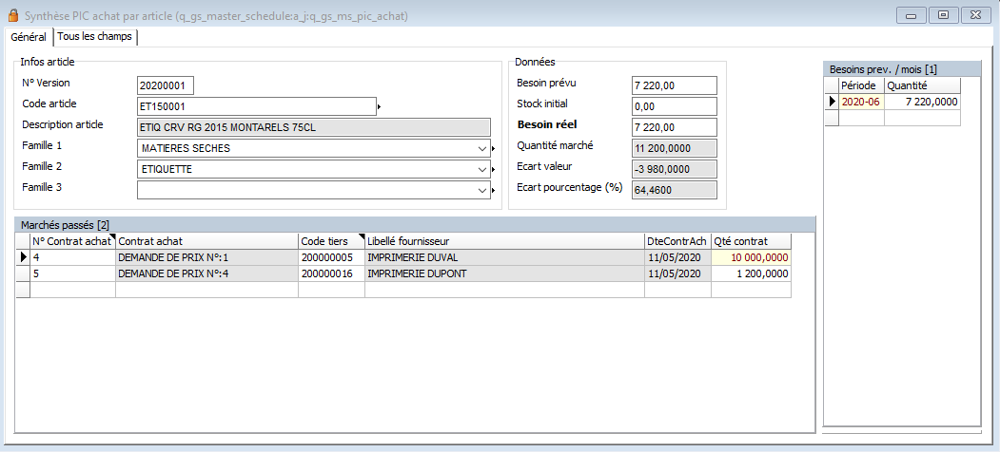 Synthèse PIC achat par article (q_gs_master_schedule:a_j:q_gs_ms_pic_achat)
Général Tous les champs
Infos article
N° Version 20200001
Code article ET150001
Description article ETIQ CRV RG 2015 MONTARELS 75CL
Famille 1 MATIERES SECHES
Famille 2 ETIQUETTE
Famille 3
Données
Besoin prévu 7 220,00
Stock initial 0,00
Besoin réel 7 220,00
Quantité marché 11 200,0000
Ecart valeur -3 980,0000
Ecart pourcentage (%) 64,4600
Besoins prev. / mois [1]
Période Quantité
2020-06 7 220,0000
Marchés passés [2]
N° Contrat achat Contrat achat Code tiers Libellé fournisseur DteContrAch Qté contrat
4 DEMANDE DE PRIX N°:1 200000005 IMPRIMERIE DUVAL 11/05/2020 10 000,0000
5 DEMANDE DE PRIX N°:4 200000016 IMPRIMERIE DUPONT 11/05/2020 1 200,0000